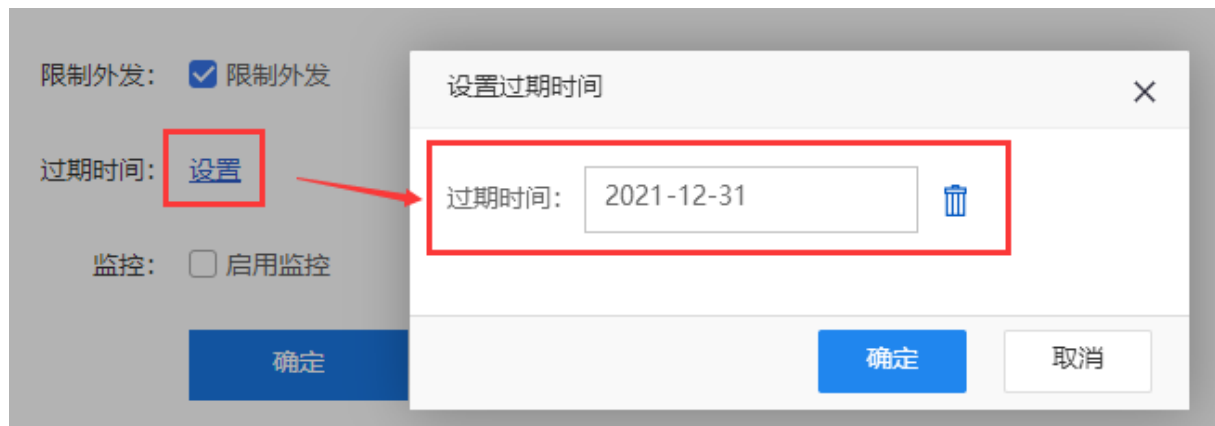 限制外发： 限制外发
过期时间： 设置
监控： 启用监控
确定
设置过期时间
过期时间： 2021-12-31
确定 取消